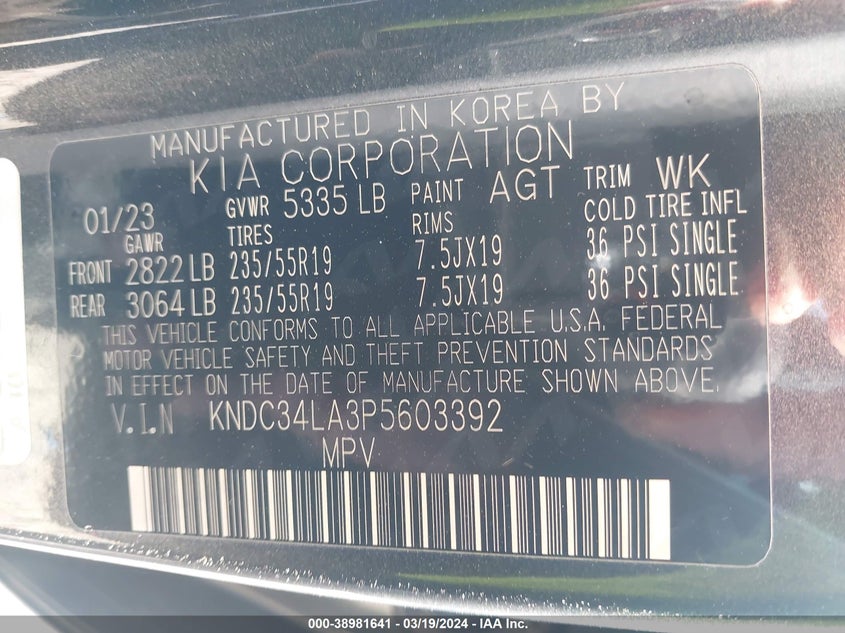 MANUFACTURED IN KOREA BY
KIA CORPORATION
01/23 GVWR 5335 LB PAINT AGT TRIM WK
GAWR TIRES RIMS COLD TIRE INFL
FRONT 2822 LB 235/55R19 7.5JX19 36 PSI SINGLE
REAR 3064 LB 235/55R19 7.5JX19 36 PSI SINGLE
THIS VEHICLE CONFORMS TO ALL APPLICABLE U.S.A. FEDERAL
MOTOR VEHICLE SAFETY AND THEFT PREVENTION STANDARDS
IN EFFECT ON THE DATE OF MANUFACTURE SHOWN ABOVE.
V.I.N KNDC34LA3P5603392
MPV
000-38981641 - 03/19/2024 - IAA Inc.